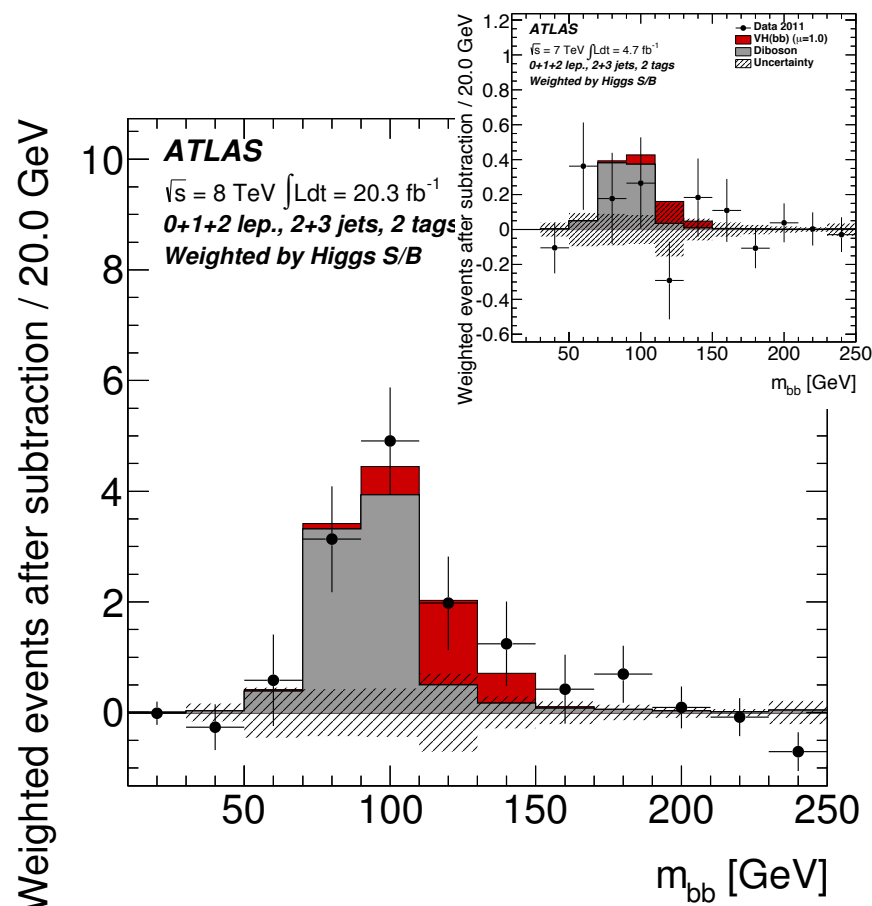 Weighted events after subtraction / 20.0 GeV
10
8
6
4
2
0
ATLAS
√s = 8 TeV ∫Ldt = 20.3 fb-1
0+1+2 lep., 2+3 jets, 2 tags
Weighted by Higgs S/B
50 100 150 200 250
mbb [GeV]
Weighted events after subtraction / 20.0 GeV
1.2
1
0.8
0.6
0.4
0.2
0
-0.2
-0.4
-0.6
ATLAS
√s = 7 TeV ∫Ldt = 4.7 fb-1
0+1+2 lep., 2+3 jets, 2 tags
Weighted by Higgs S/B
Data 2011
VH(bb) (μ=1.0)
Diboson
Uncertainty
50 100 150 200 250
mbb [GeV]